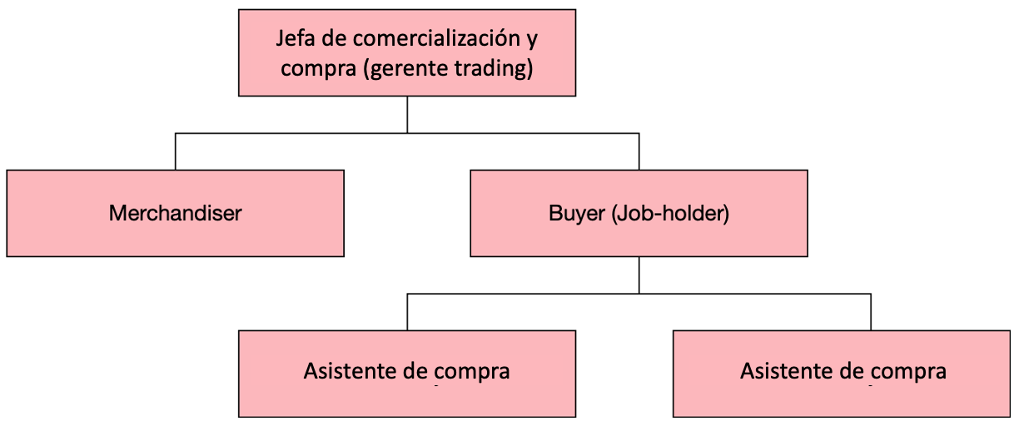 Jefa de comercialización y
compra (gerente trading)
Merchandiser
Buyer (Job-holder)
Asistente de compra
Asistente de compra